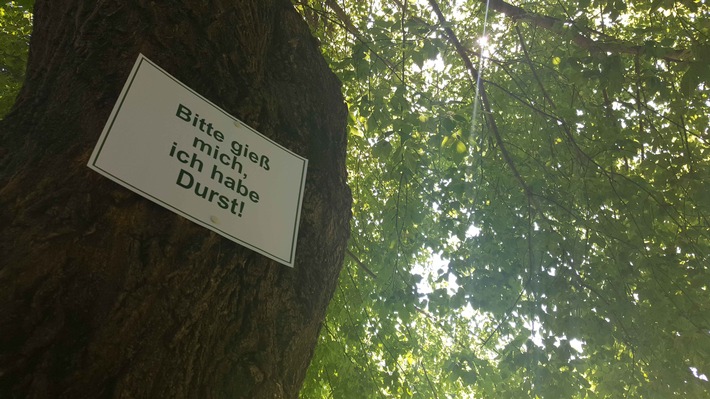 Bitte gieß
mich,
ich habe
Durst!